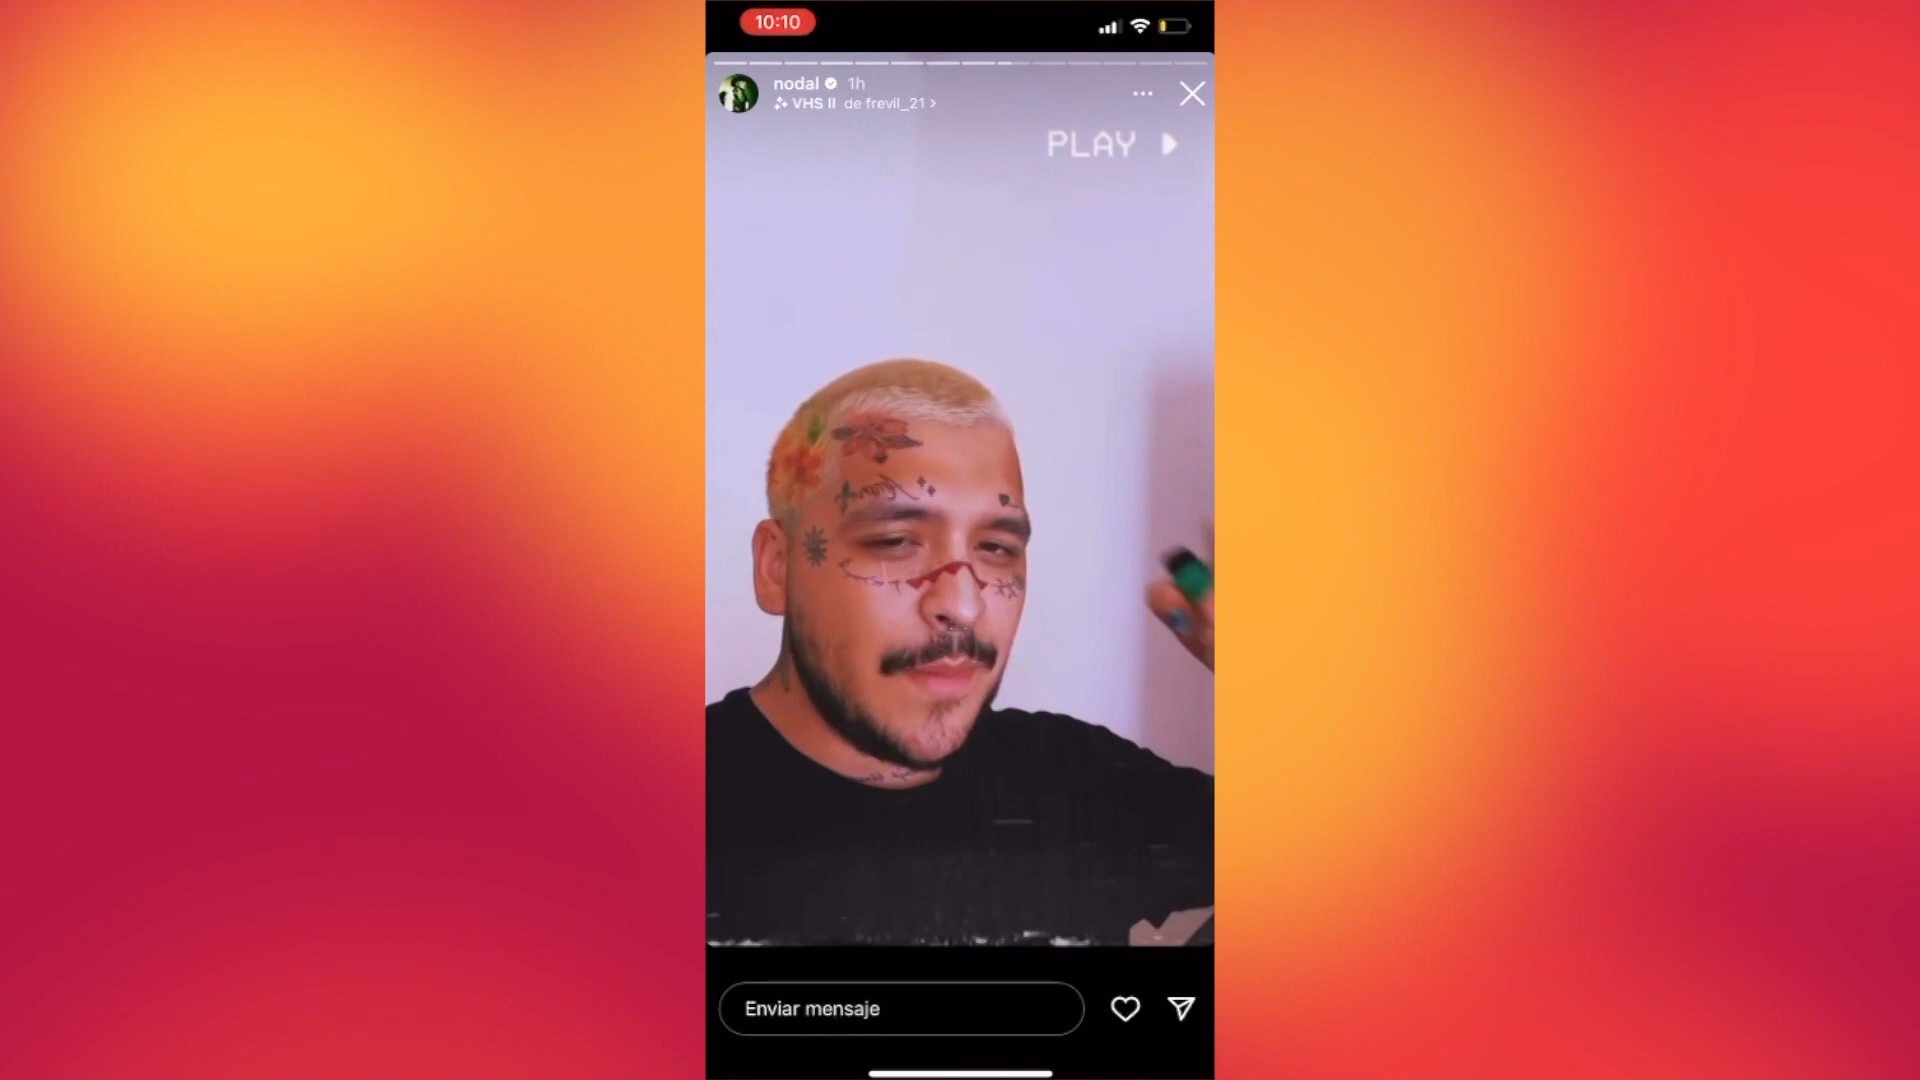 10:10
nodal 1h
VHS II de frevil_21 >
PLAY
Enviar mensaje